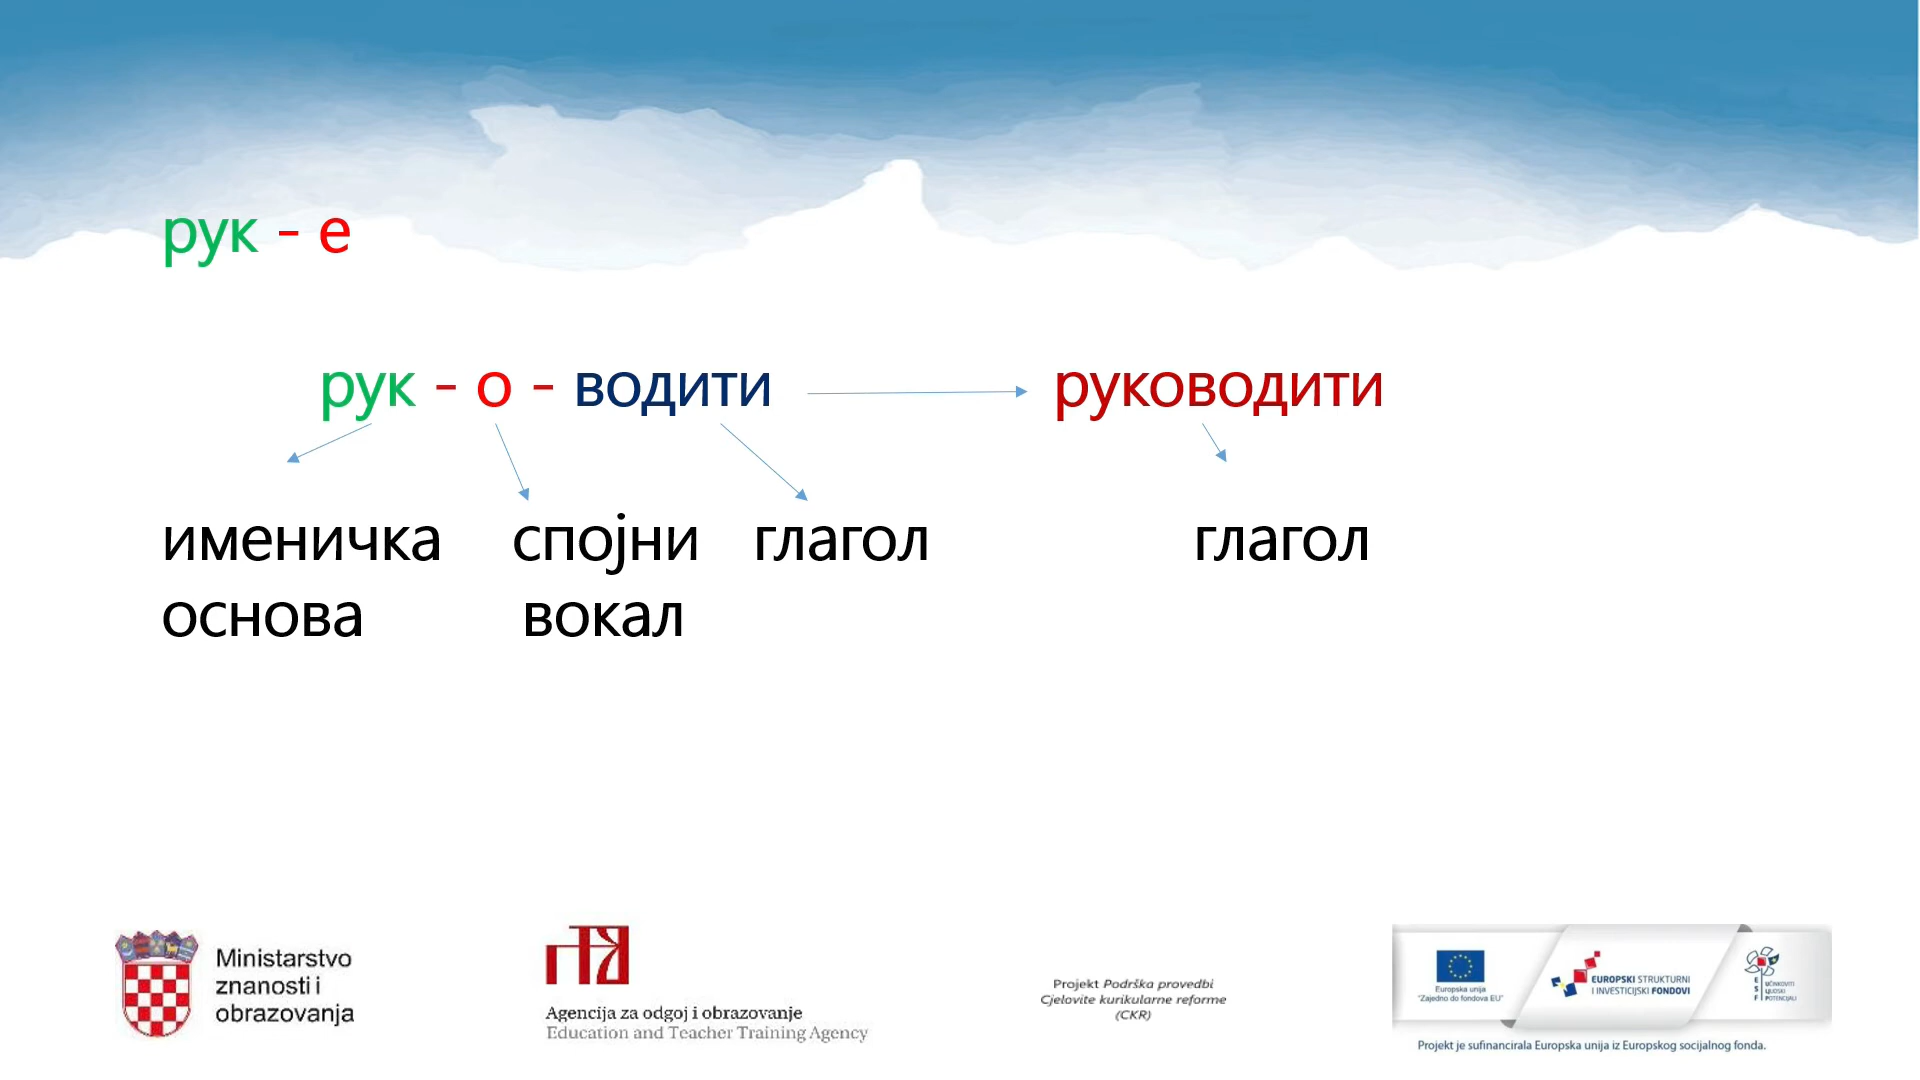 рук - е
рук - о - водити руководити
именичка спојни глагол глагол
основа вокал
Ministarstvo
znanosti i
obrazovanja
Agencija za odgoj i obrazovanje
Education and Teacher Training Agency
Projekt Podrška provedbi
Cjelovite kurikularne reforme
(CKR)
Europska unija
"Zajedno do fondova EU"
EUROPSKI STRUKTURNI
I INVESTICIJSKI FONDOVI
ESF
UČINKOVITI
LJUDSKI
POTENCIJALI
Projekt je sufinancirala Europska unija iz Europskog socijalnog fonda.